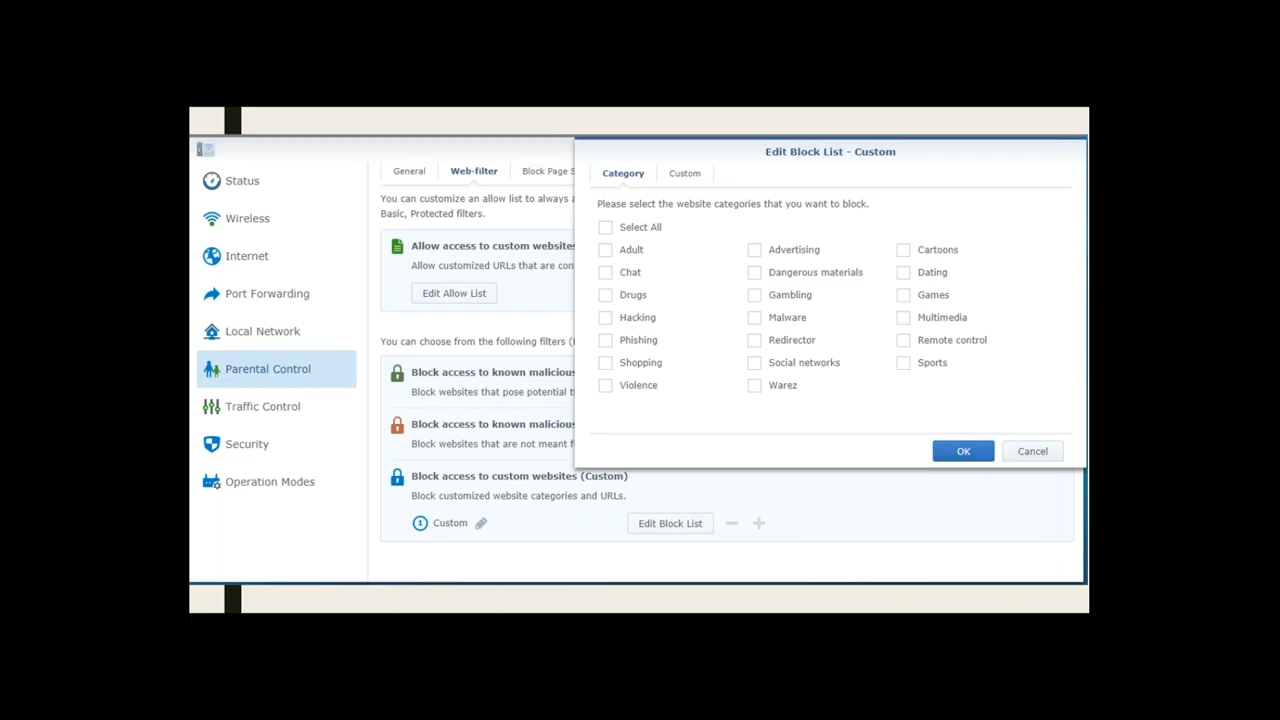 Status
Wireless
Internet
Port Forwarding
Local Network
Parental Control
Traffic Control
Security
Operation Modes
General Web-filter Block Page S
You can customize an allow list to always a
Basic, Protected filters.
Allow access to custom websites
Allow customized URLs that are con
Edit Allow List
You can choose from the following filters (
Block access to known maliciou
Block websites that pose potential t
Block access to known maliciou
Block websites that are not meant f
Block access to custom websites (Custom)
Block customized website categories and URLs.
1 Custom Edit Block List
Edit Block List - Custom
Category Custom
Please select the website categories that you want to block.
Select All
Adult Advertising Cartoons
Chat Dangerous materials Dating
Drugs Gambling Games
Hacking Malware Multimedia
Phishing Redirector Remote control
Shopping Social networks Sports
Violence Warez
OK Cancel